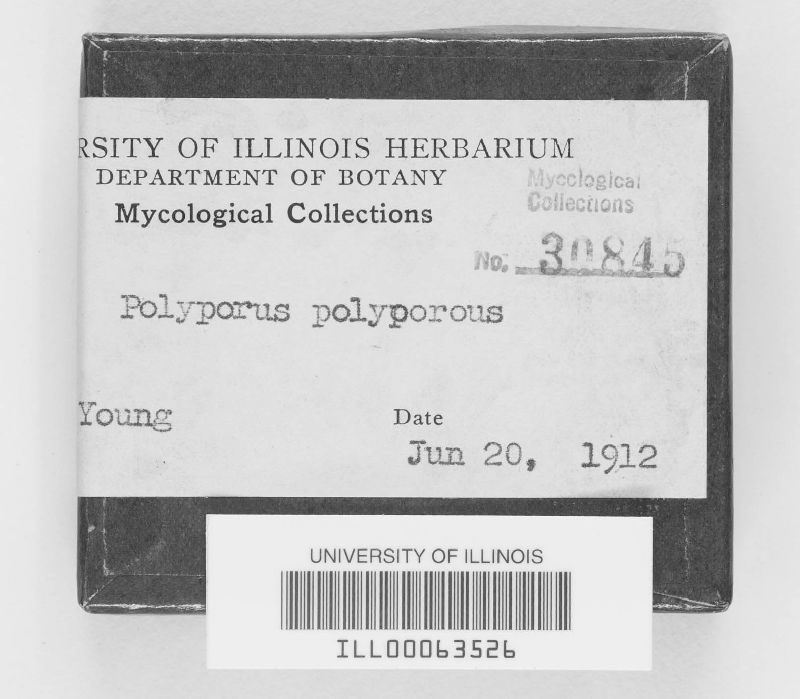 RSITY OF ILLINOIS HERBARIUM
DEPARTMENT OF BOTANY
Mycological Collections
Mycological
Collections
No. 30845
Polyporus polyporous
Young
Date
Jun 20, 1912
UNIVERSITY OF ILLINOIS
ILL00063526